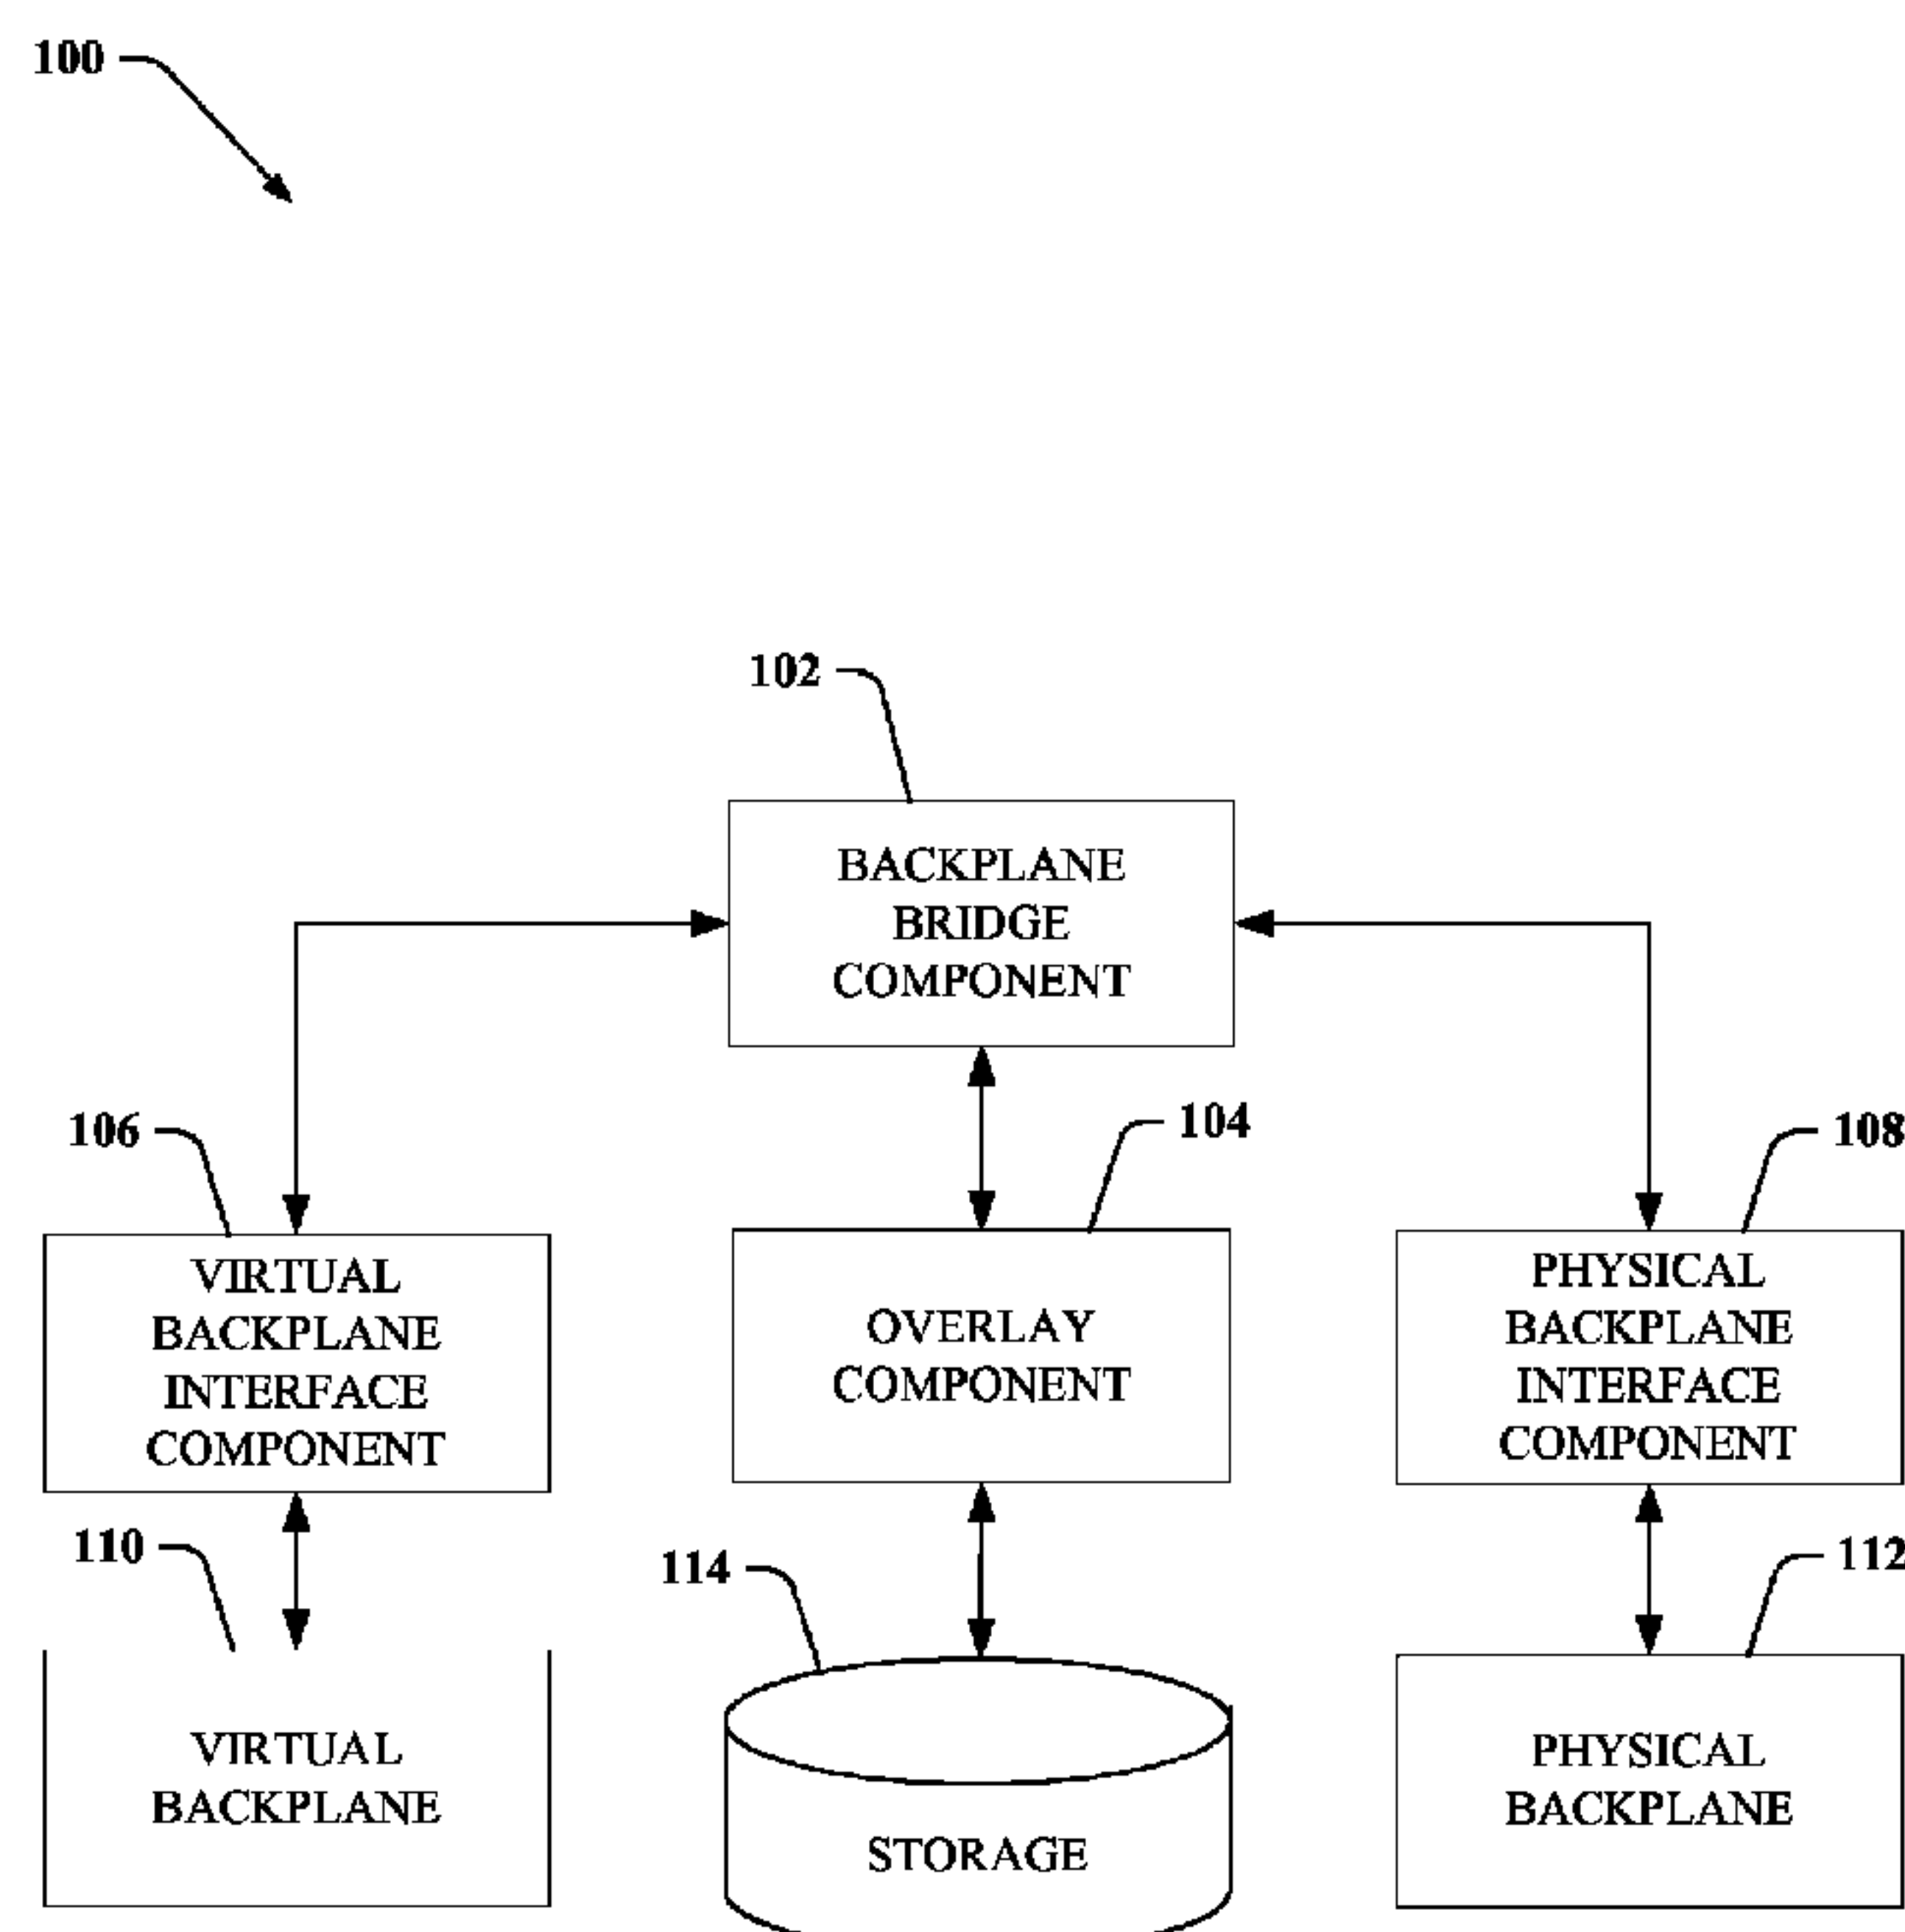 100
102
BACKPLANE
BRIDGE
COMPONENT
106
104
108
VIRTUAL
BACKPLANE
INTERFACE
COMPONENT
OVERLAY
COMPONENT
PHYSICAL
BACKPLANE
INTERFACE
COMPONENT
110
114
112
VIRTUAL
BACKPLANE
STORAGE
PHYSICAL
BACKPLANE